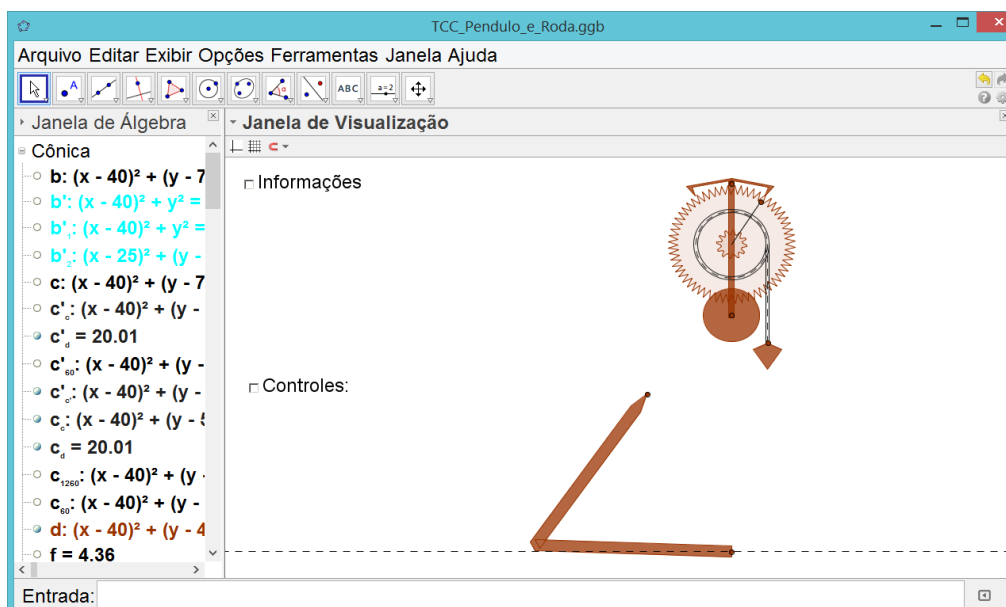 TCC_Pendulo_e_Roda.ggb
Arquivo Editar Exibir Opções Ferramentas Janela Ajuda
A ABC a=2
Janela de Álgebra
Janela de Visualização
Cônica
b: (x - 40)² + (y - 7
b': (x - 40)² + y² =
b'₁: (x - 40)² + y² =
b'₂: (x - 25)² + (y -
c: (x - 40)² + (y - 7
c'c: (x - 40)² + (y -
c'd = 20.01
c'₆₀: (x - 40)² + (y -
c'c': (x - 40)² + (y -
cc: (x - 40)² + (y - 5
cd = 20.01
c₁₂₆₀: (x - 40)² + (y -
c₆₀: (x - 40)² + (y -
d: (x - 40)² + (y - 4
f = 4.36
Informações
Controles:
Entrada: